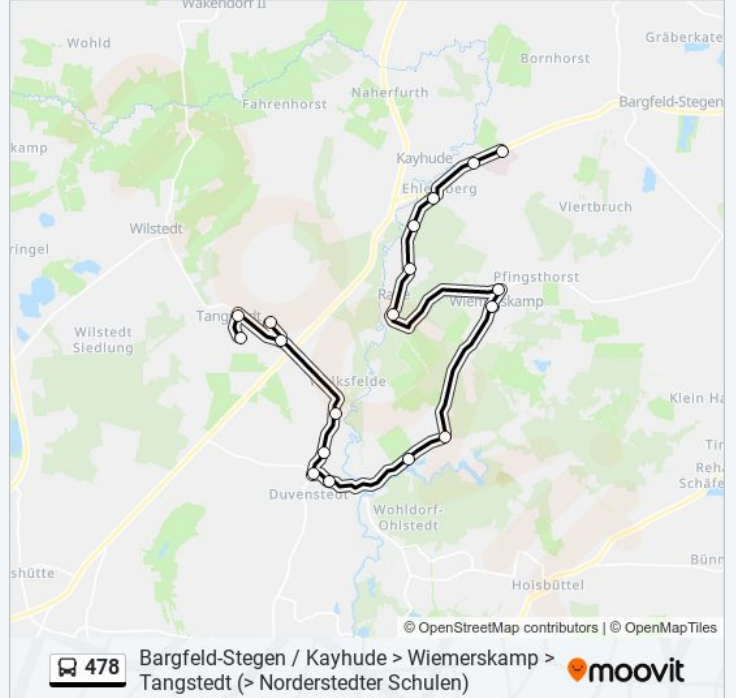 Wakendorf II
Wohld
Gräberkate
Bornhorst
Naherfurth
Fahrenhorst
Bargfeld-Stegen
kamp
Kayhude
Ehlersberg
Viertbruch
Wilstedt
ringel
Pfingsthorst
Rade
Wiemerskamp
Tangstedt
Wilstedt
Siedlung
Wulksfelde
Klein Ha
Tir
Reh
Schäfe
Duvenstedt
Wohldorf-
Ohlstedt
Bünn
shütte
Hoisbüttel
© OpenStreetMap contributors | © OpenMapTiles
478
Bargfeld-Stegen / Kayhude > Wiemerskamp >
Tangstedt (> Norderstedter Schulen)
moovit